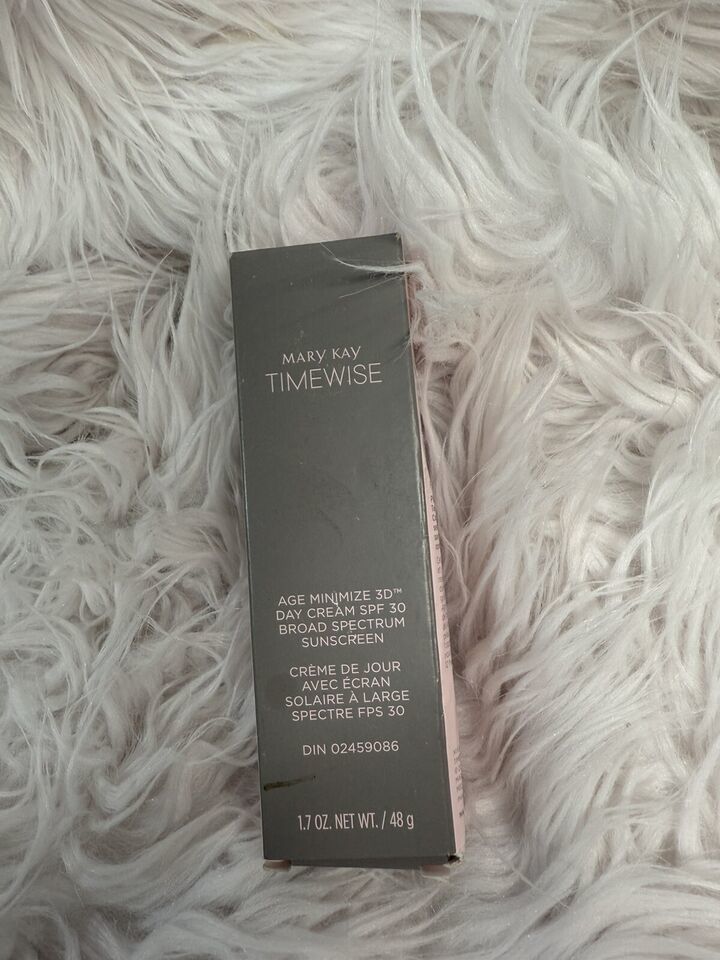 MARY KAY
TIMEWISE
AGE MINIMIZE 3D™
DAY CREAM SPF 30
BROAD SPECTRUM
SUNSCREEN
CRÈME DE JOUR
AVEC ÉCRAN
SOLAIRE À LARGE
SPECTRE FPS 30
DIN 02459086
1.7 OZ. NET WT. / 48 g